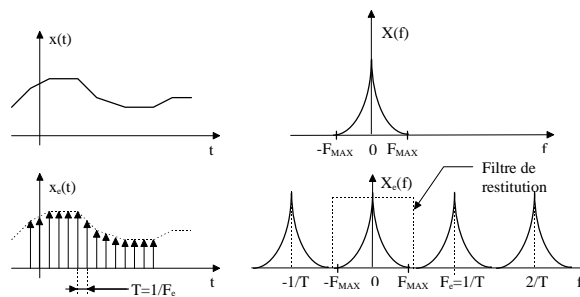 x(t)
t
X(f)
-F_MAX 0 F_MAX f
x_e(t)
T=1/F_e
t
X_e(f)
Filtre de
restitution
-1/T -F_MAX 0 F_MAX F_e=1/T 2/T f